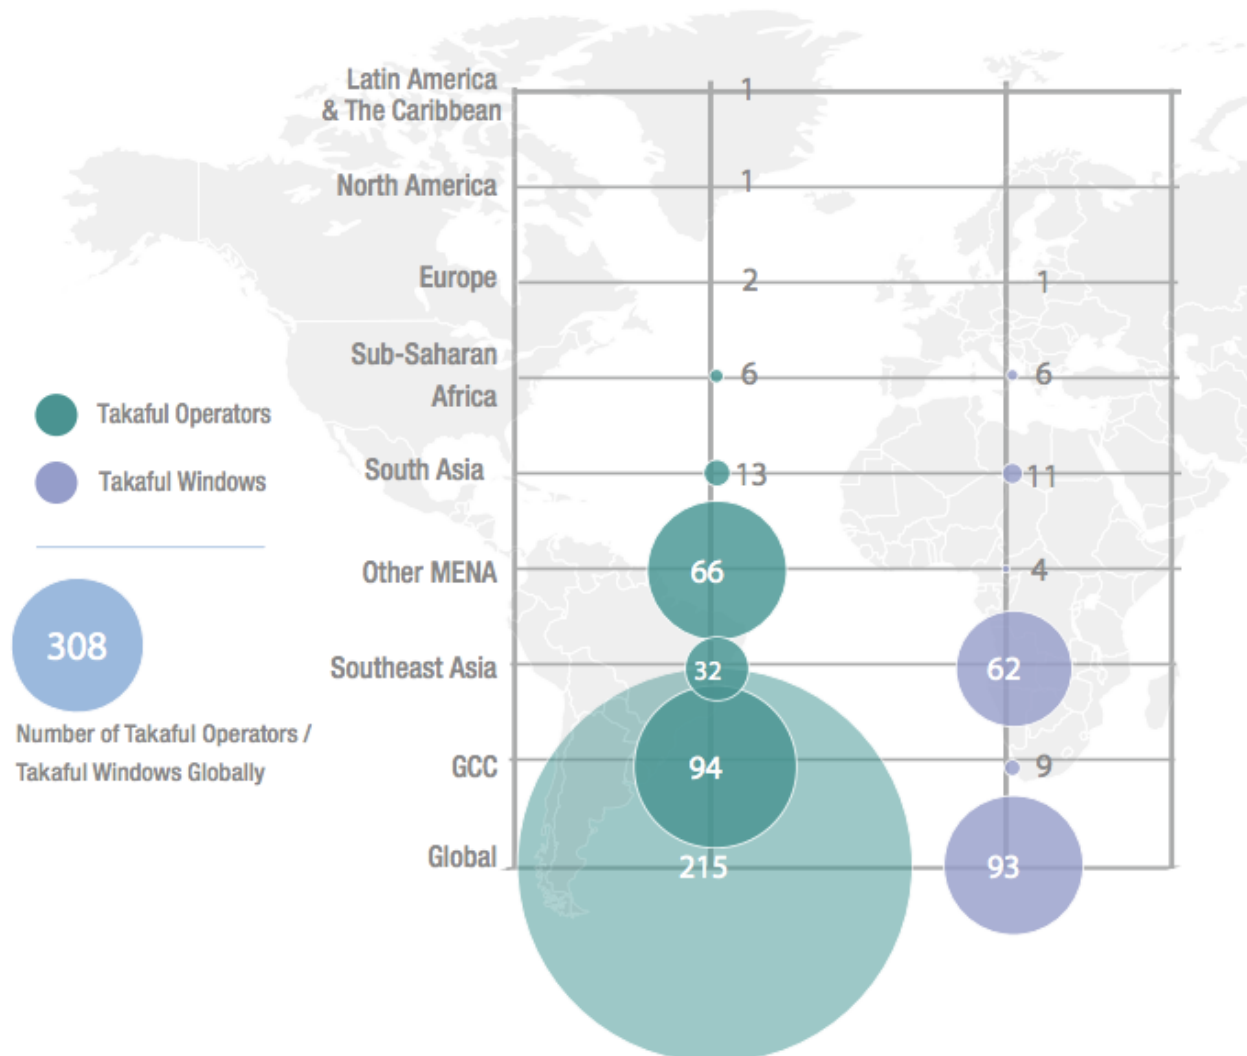 Latin America
& The Caribbean
1
North America
1
Europe
2
1
Sub-Saharan
Africa
6
6
Takaful Operators
Takaful Windows
South Asia
13
11
Other MENA
66
4
308
Number of Takaful Operators /
Takaful Windows Globally
Southeast Asia
32
62
GCC
94
9
Global
215
93